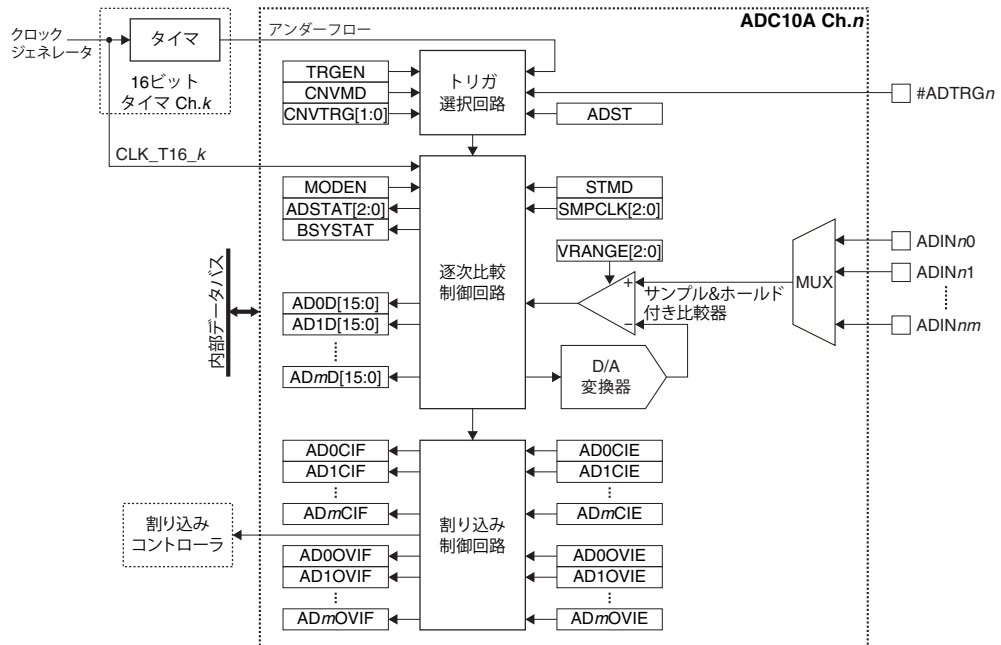 ADC10A Ch.n
クロック
ジェネレータ
タイマ
アンダーフロー
16ビット
タイマ Ch.k
TRGEN
CNVMD
CNVTRG[1:0]
トリガ
選択回路
ADST
#ADTRGn
CLK_T16_k
MODEN
ADSTAT[2:0]
BSYSTAT
STMD
SMPCLK[2:0]
VRANGE[2:0]
逐次比較
制御回路
AD0D[15:0]
AD1D[15:0]
ADmD[15:0]
+
−
サンプル&ホールド
付き比較器
MUX
ADINn0
ADINn1
ADINnm
D/A
変換器
内部データバス
AD0CIF
AD1CIF
ADmCIF
AD0OVIF
AD1OVIF
ADmOVIF
割り込み
制御回路
AD0CIE
AD1CIE
ADmCIE
AD0OVIE
AD1OVIE
ADmOVIE
割り込み
コントローラ